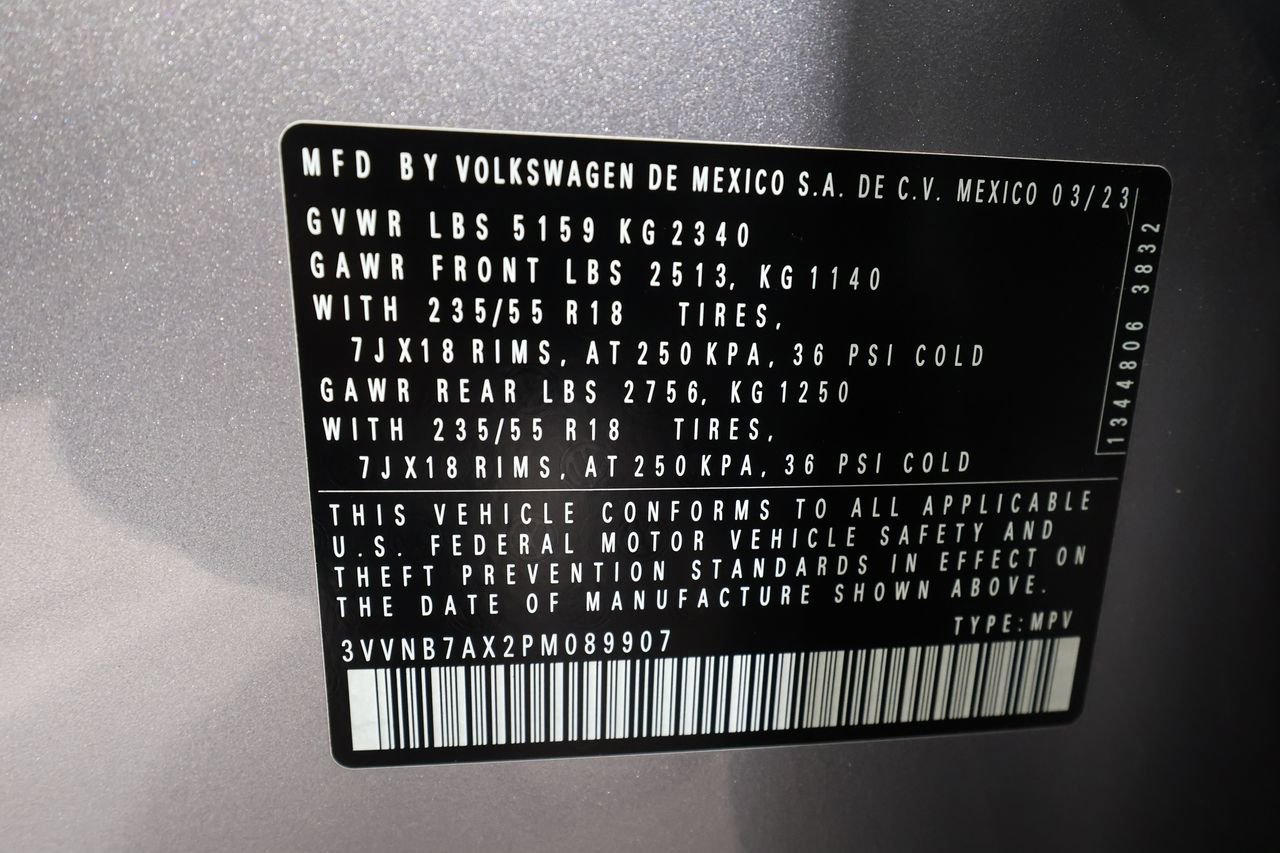 MFD BY VOLKSWAGEN DE MEXICO S.A. DE C.V. MEXICO 03/23
GVWR LBS 5159 KG 2340
GAWR FRONT LBS 2513, KG 1140
WITH 235/55 R18 TIRES,
7JX18 RIMS, AT 250 KPA, 36 PSI COLD
GAWR REAR LBS 2756, KG 1250
WITH 235/55 R18 TIRES,
7JX18 RIMS, AT 250 KPA, 36 PSI COLD
1344806 3832
THIS VEHICLE CONFORMS TO ALL APPLICABLE
U.S. FEDERAL MOTOR VEHICLE SAFETY AND
THEFT PREVENTION STANDARDS IN EFFECT ON
THE DATE OF MANUFACTURE SHOWN ABOVE.
TYPE: MPV
3VVNB7AX2PM089907